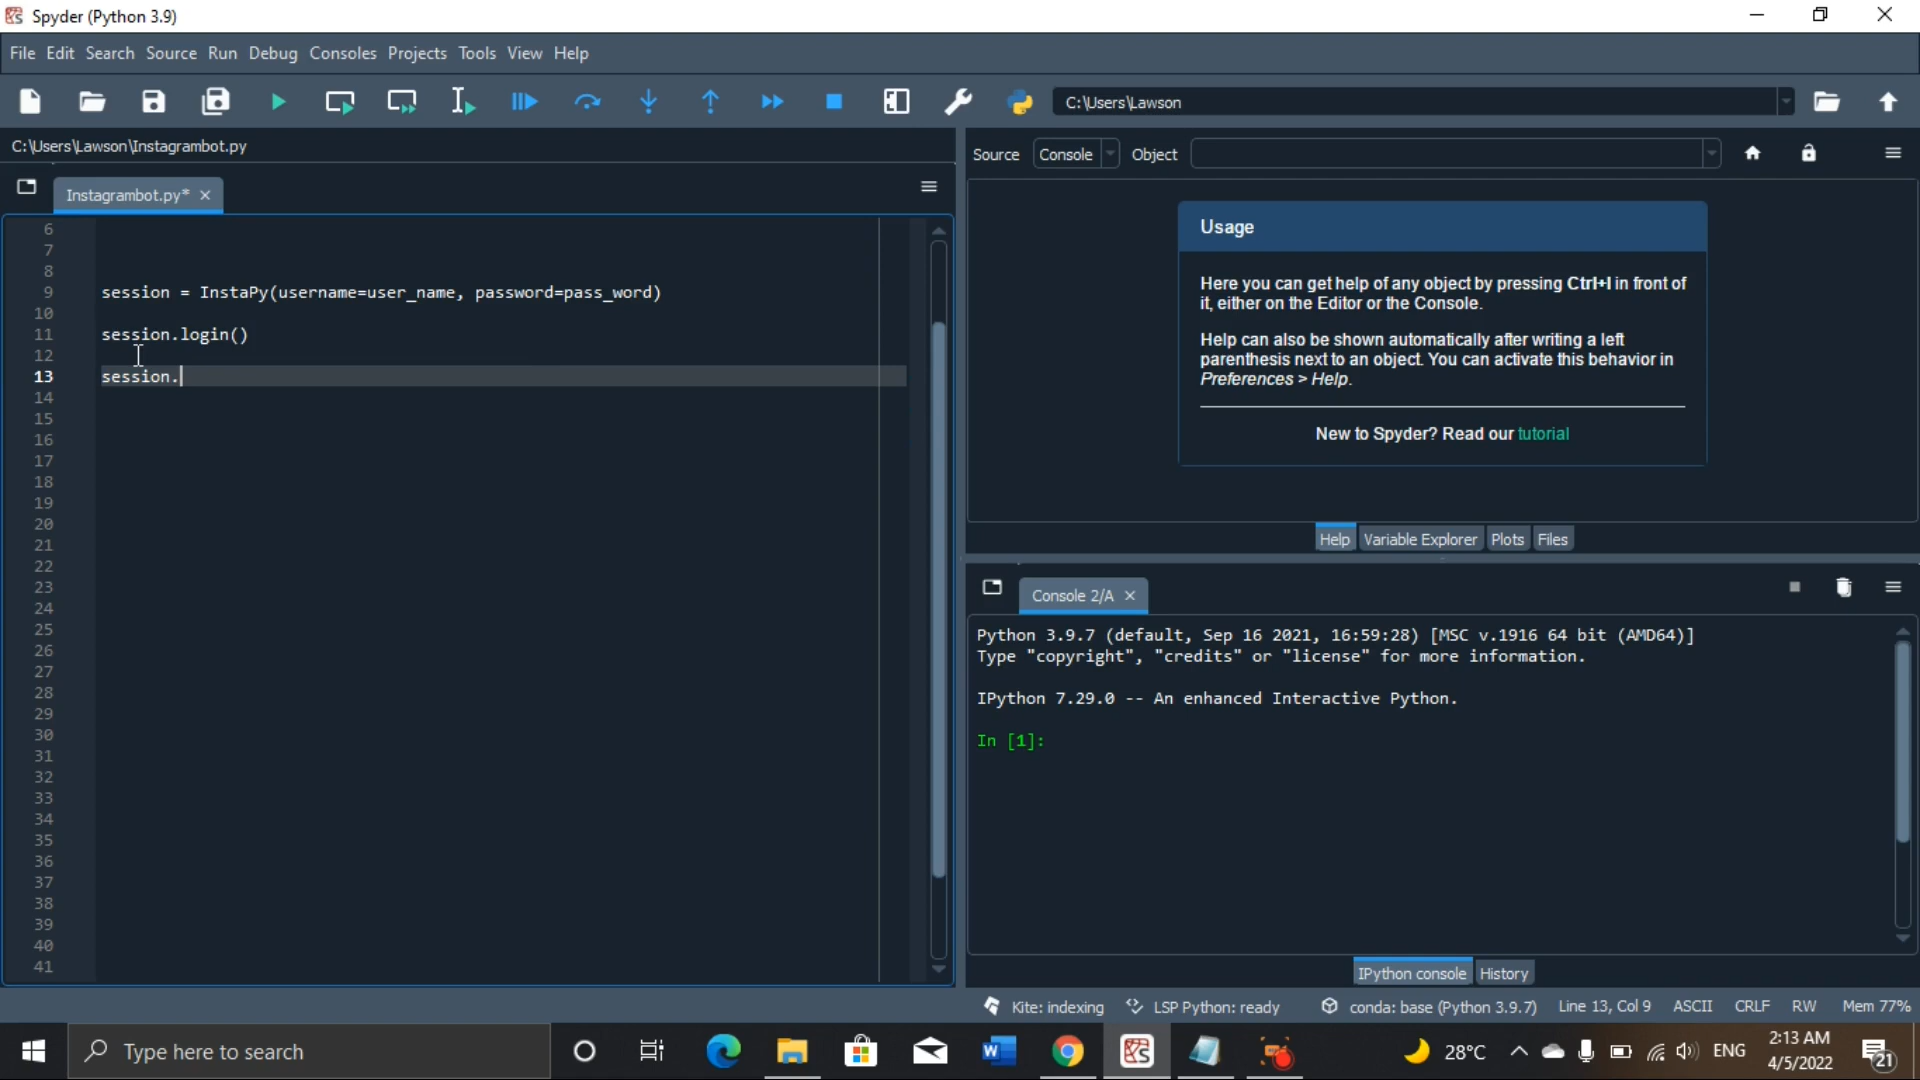 Spyder (Python 3.9)
File Edit Search Source Run Debug Consoles Projects Tools View Help
C:\Users\Lawson
C:\Users\Lawson\Instagrambot.py
Source Console Object
Instagrambot.py*
Usage
Here you can get help of any object by pressing Ctrl+I in front of
it, either on the Editor or the Console.
Help can also be shown automatically after writing a left
parenthesis next to an object. You can activate this behavior in
Preferences > Help.
New to Spyder? Read our tutorial
Help Variable Explorer Plots Files
6
7
8
9 session = InstaPy(username=user_name, password=pass_word)
10
11 session.login()
12
13 session.
14
15
16
17
18
19
20
21
22
23
24
25
26
27
28
29
30
31
32
33
34
35
36
37
38
39
40
41
Console 2/A
Python 3.9.7 (default, Sep 16 2021, 16:59:28) [MSC v.1916 64 bit (AMD64)]
Type "copyright", "credits" or "license" for more information.
IPython 7.29.0 -- An enhanced Interactive Python.
In [1]:
IPython console History
Kite: indexing LSP Python: ready conda: base (Python 3.9.7) Line 13, Col 9 ASCII CRLF RW Mem 77%
Type here to search
28°C ENG 2:13 AM
4/5/2022
21